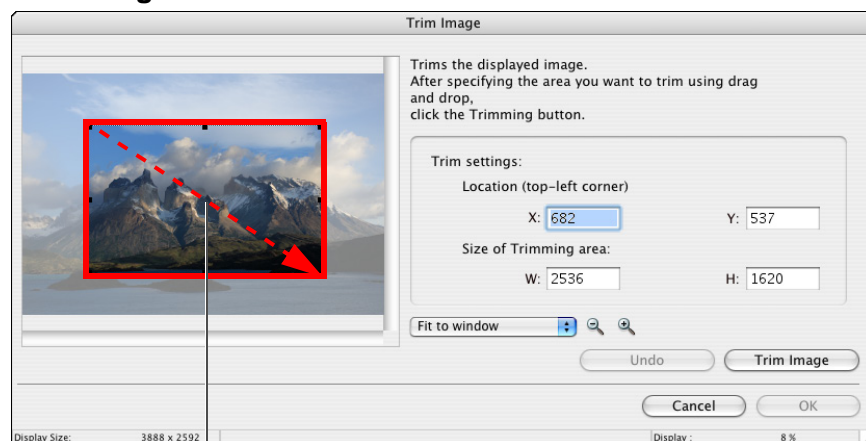 Trim Image
Trims the displayed image.
After specifying the area you want to trim using drag
and drop,
click the Trimming button.
Trim settings:
Location (top-left corner)
X: 682 Y: 537
Size of Trimming area:
W: 2536 H: 1620
Fit to window
Undo Trim Image
Cancel OK
Display Size: 3888 x 2592 Display : 8 %